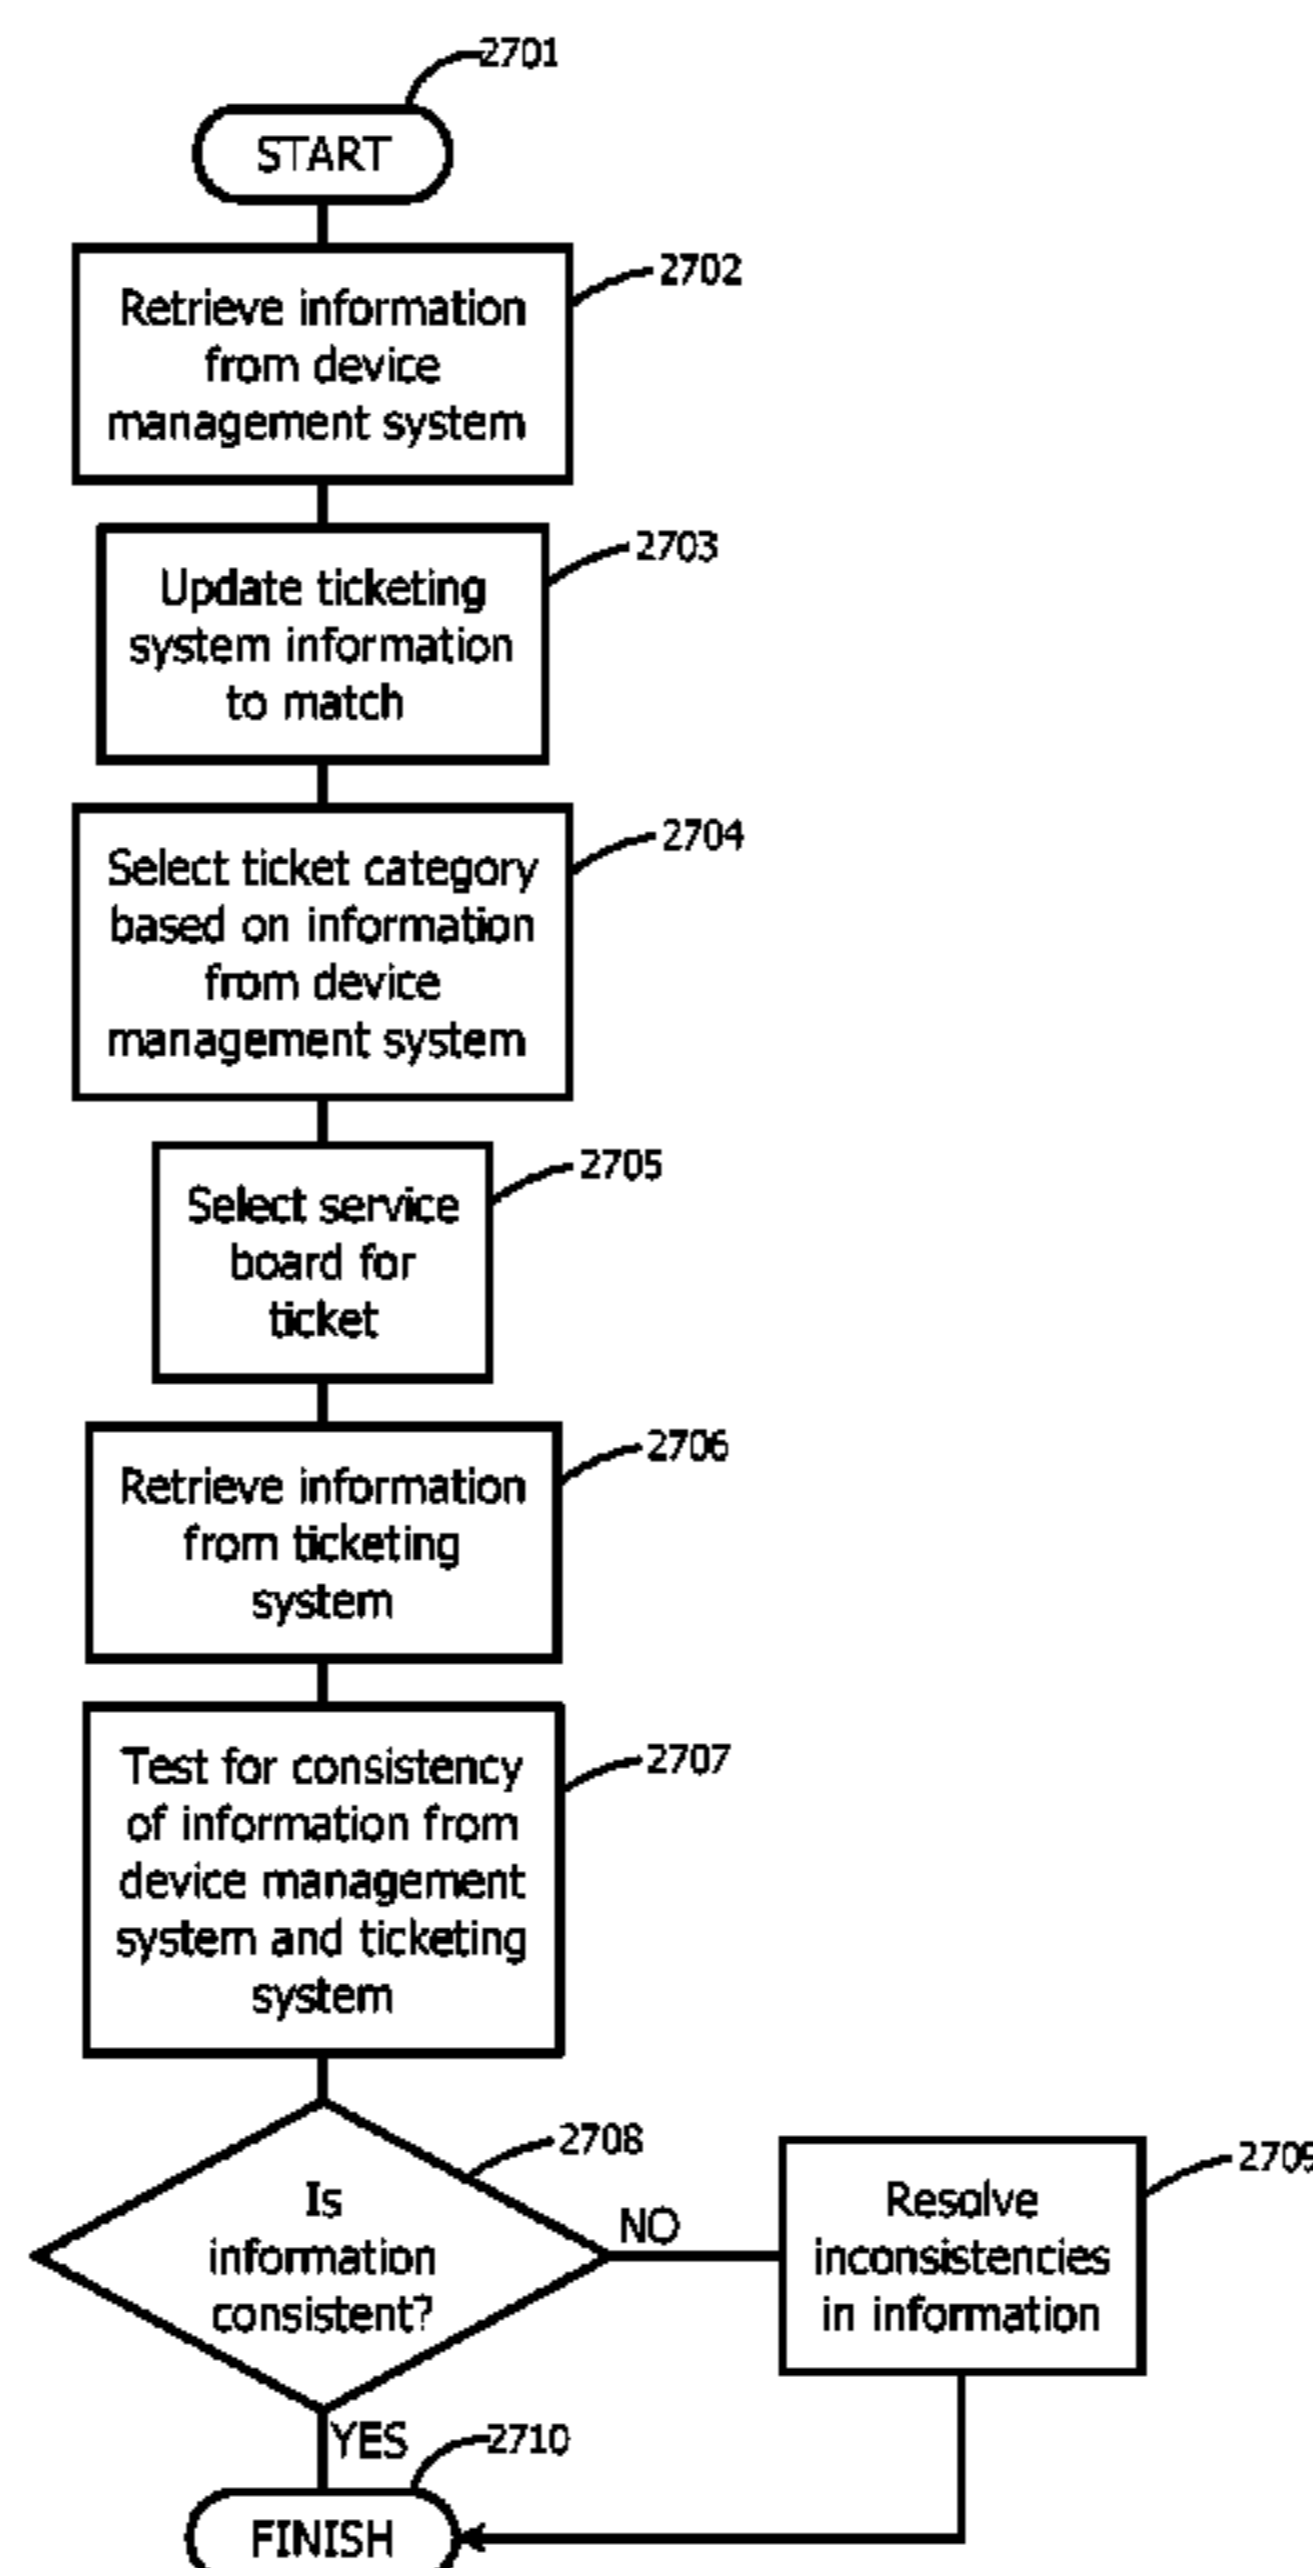 2701
START
2702
Retrieve information
from device
management system
2703
Update ticketing
system information
to match
2704
Select ticket category
based on information
from device
management system
2705
Select service
board for
ticket
2706
Retrieve information
from ticketing
system
2707
Test for consistency
of information from
device management
system and ticketing
system
2708
Is
information
consistent?
NO
2709
Resolve
inconsistencies
in information
YES
2710
FINISH